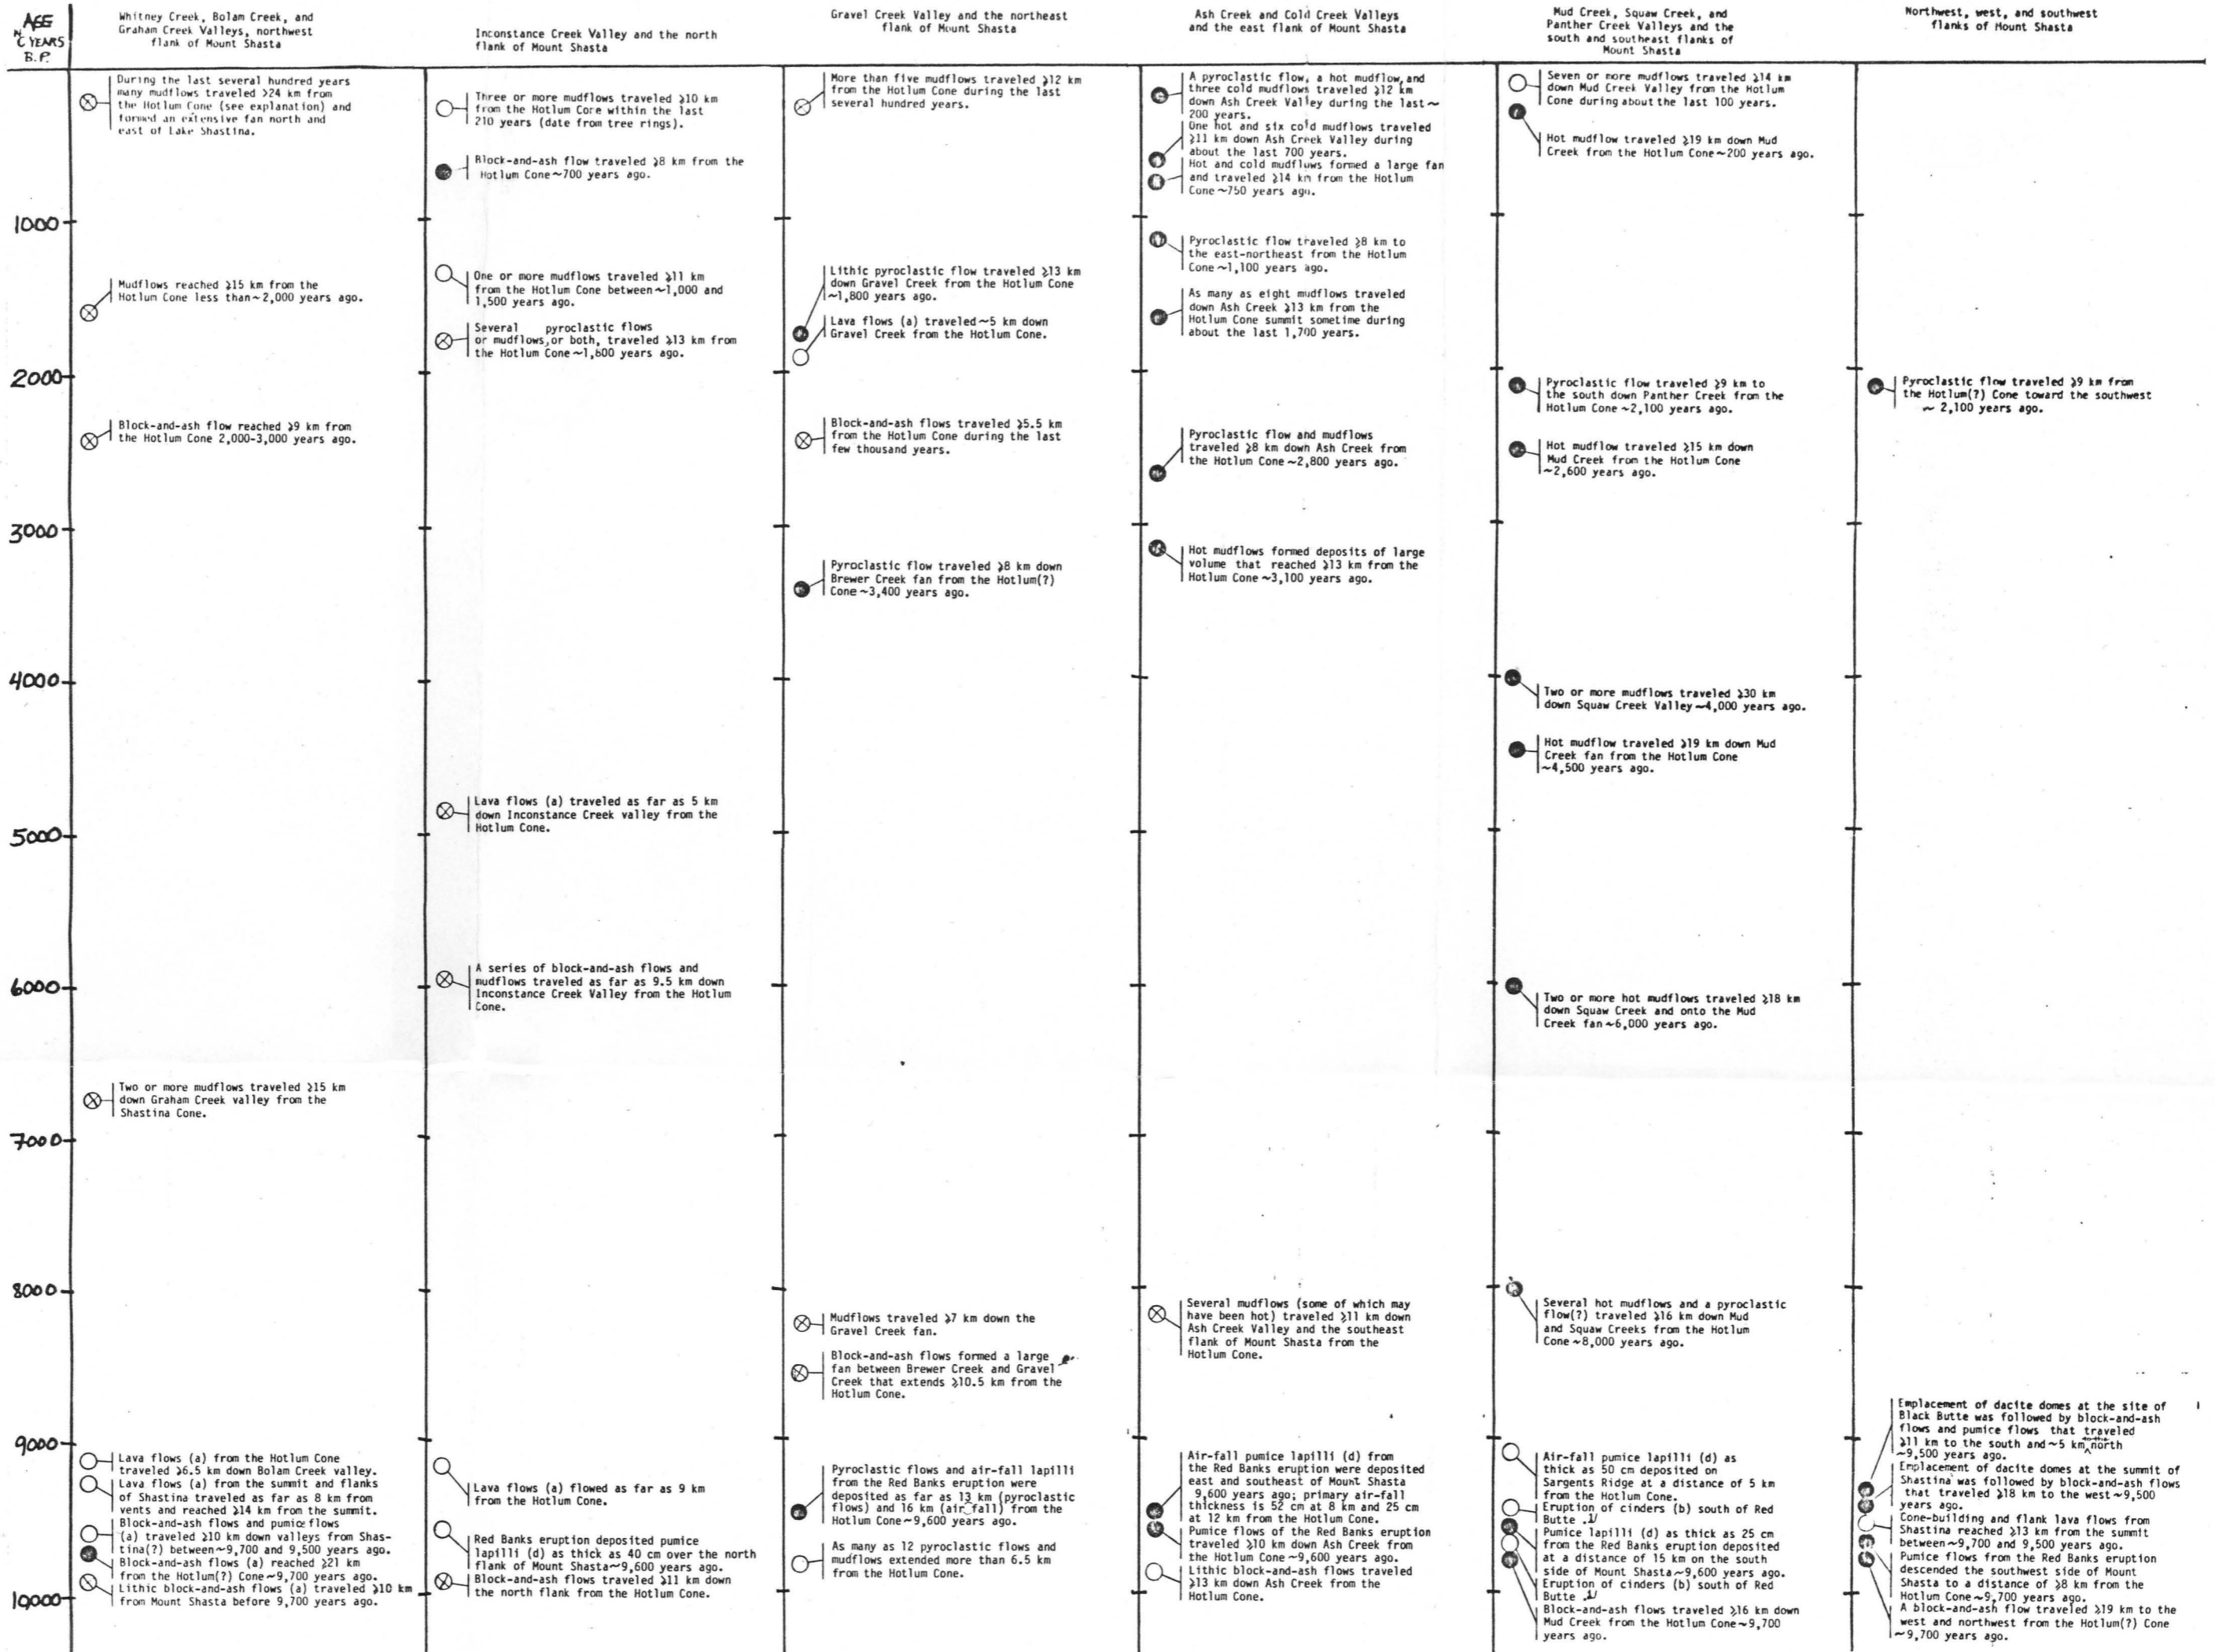 AGE
C YEARS
B.P.
1000
2000
3000
4000
5000
6000
7000
8000
9000
10,000
Whitney Creek, Bolam Creek, and
Graham Creek Valleys, northwest
flank of Mount Shasta
During the last several hundred years
many mudflows traveled >24 km from
the Hotlum Cone (see explanation) and
formed an extensive fan north and
east of Lake Shastina.
Mudflows reached ≥15 km from the
Hotlum Cone less than ~ 2,000 years ago.
Block-and-ash flow reached ≥9 km from
the Hotlum Cone 2,000-3,000 years ago.
Two or more mudflows traveled ≥15 km
down Graham Creek valley from the
Shastina Cone.
Lava flows (a) from the Hotlum Cone
traveled ≥6.5 km down Bolam Creek valley.
Lava flows (a) from the summit and flanks
of Shastina traveled as far as 8 km from
vents and reached ≥14 km from the summit.
Block-and-ash flows and pumice flows
(a) traveled ≥10 km down valleys from Shas-
tina(?) between ~9,700 and 9,500 years ago.
Block-and-ash flows (a) reached ≥21 km
from the Hotlum(?) Cone ~9,700 years ago.
Lithic block-and-ash flows (a) traveled ≥10 km
from Mount Shasta before 9,700 years ago.
Inconstance Creek Valley and the north
flank of Mount Shasta
Three or more mudflows traveled ≥10 km
from the Hotlum Cone within the last
210 years (date from tree rings).
Block-and-ash flow traveled ≥8 km from the
Hotlum Cone ~700 years ago.
One or more mudflows traveled ≥11 km
from the Hotlum Cone between ~1,000 and
1,500 years ago.
Several pyroclastic flows
or mudflows, or both, traveled ≥13 km from
the Hotlum Cone ~1,800 years ago.
Lava flows (a) traveled as far as 5 km
down Inconstance Creek valley from the
Hotlum Cone.
A series of block-and-ash flows and
mudflows traveled as far as 9.5 km down
Inconstance Creek Valley from the Hotlum
Cone.
Lava flows (a) flowed as far as 9 km
from the Hotlum Cone.
Red Banks eruption deposited pumice
lapilli (d) as thick as 40 cm over the north
flank of Mount Shasta ~9,600 years ago.
Block-and-ash flows traveled ≥11 km down
the north flank from the Hotlum Cone.
Gravel Creek Valley and the northeast
flank of Mount Shasta
More than five mudflows traveled ≥12 km
from the Hotlum Cone during the last
several hundred years.
Lithic pyroclastic flow traveled ≥13 km
down Gravel Creek from the Hotlum Cone
~1,800 years ago.
Lava flows (a) traveled ~5 km down
Gravel Creek from the Hotlum Cone.
Block-and-ash flows traveled ≥5.5 km
from the Hotlum Cone during the last
few thousand years.
Pyroclastic flow traveled ≥8 km down
Brewer Creek fan from the Hotlum(?)
Cone ~3,400 years ago.
Mudflows traveled ≥7 km down the
Gravel Creek fan.
Block-and-ash flows formed a large
fan between Brewer Creek and Gravel
Creek that extends ≥10.5 km from the
Hotlum Cone.
Pyroclastic flows and air-fall lapilli
from the Red Banks eruption were
deposited as far as 13 km (pyroclastic
flows) and 16 km (air fall) from the
Hotlum Cone ~9,600 years ago.
As many as 12 pyroclastic flows and
mudflows extended more than 6.5 km
from the Hotlum Cone.
Ash Creek and Cold Creek Valleys
and the east flank of Mount Shasta
A pyroclastic flow, a hot mudflow, and
three cold mudflows traveled ≥12 km
down Ash Creek Valley during the last ~
200 years.
One hot and six cold mudflows traveled
≥11 km down Ash Creek Valley during
about the last 700 years.
Hot and cold mudflows formed a large fan
and traveled ≥14 km from the Hotlum
Cone ~750 years ago.
Pyroclastic flow traveled ≥8 km to
the east-northeast from the Hotlum
Cone ~1,100 years ago.
As many as eight mudflows traveled
down Ash Creek ≥13 km from the
Hotlum Cone summit sometime during
about the last 1,700 years.
Pyroclastic flow and mudflows
traveled ≥8 km down Ash Creek from
the Hotlum Cone ~2,800 years ago.
Hot mudflows formed deposits of large
volume that reached ≥13 km from the
Hotlum Cone ~3,100 years ago.
Several mudflows (some of which may
have been hot) traveled ≥11 km down
Ash Creek Valley and the southeast
flank of Mount Shasta from the
Hotlum Cone.
Air-fall pumice lapilli (d) from
the Red Banks eruption were deposited
east and southeast of Mount Shasta
9,600 years ago; primary air-fall
thickness is 52 cm at 8 km and 25 cm
at 12 km from the Hotlum Cone.
Pumice flows of the Red Banks eruption
traveled ≥10 km down Ash Creek from
the Hotlum Cone ~9,600 years ago.
Lithic block-and-ash flows traveled
≥13 km down Ash Creek from the
Hotlum Cone.
Mud Creek, Squaw Creek, and
Panther Creek Valleys and the
south and southeast flanks of
Mount Shasta
Seven or more mudflows traveled ≥14 km
down Mud Creek Valley from the Hotlum
Cone during about the last 100 years.
Hot mudflow traveled ≥19 km down Mud
Creek from the Hotlum Cone ~200 years ago.
Pyroclastic flow traveled ≥9 km to
the south down Panther Creek from the
Hotlum Cone ~2,100 years ago.
Hot mudflow traveled ≥15 km down
Mud Creek from the Hotlum Cone
~2,600 years ago.
Two or more mudflows traveled ≥30 km
down Squaw Creek Valley ~4,000 years ago.
Hot mudflow traveled ≥19 km down Mud
Creek fan from the Hotlum Cone
~4,500 years ago.
Two or more hot mudflows traveled ≥18 km
down Squaw Creek and onto the Mud
Creek fan ~6,000 years ago.
Several hot mudflows and a pyroclastic
flow(?) traveled ≥16 km down Mud
and Squaw Creeks from the Hotlum
Cone ~8,000 years ago.
Air-fall pumice lapilli (d) as
thick as 50 cm deposited on
Sargents Ridge at a distance of 5 km
from the Hotlum Cone.
Eruption of cinders (b) south of Red
Butte .1/
Pumice lapilli (d) as thick as 25 cm
from the Red Banks eruption deposited
at a distance of 15 km on the south
side of Mount Shasta ~9,600 years ago.
Eruption of cinders (b) south of Red
Butte .1/
Block-and-ash flows traveled ≥16 km down
Mud Creek from the Hotlum Cone ~9,700
years ago.
Northwest, west, and southwest
flanks of Mount Shasta
Pyroclastic flow traveled ≥9 km from
the Hotlum(?) Cone toward the southwest
~ 2,100 years ago.
Emplacement of dacite domes at the site of
Black Butte was followed by block-and-ash
flows and pumice flows that traveled
≥11 km to the south and ~5 km to the north
~9,500 years ago.
Emplacement of dacite domes at the summit of
Shastina was followed by block-and-ash flows
that traveled ≥18 km to the west ~9,500
years ago.
Cone-building and flank lava flows from
Shastina reached ≥13 km from the summit
between ~9,700 and 9,500 years ago.
Pumice flows from the Red Banks eruption
descended the southwest side of Mount
Shasta to a distance of ≥8 km from the
Hotlum Cone ~9,700 years ago.
A block-and-ash flow traveled ≥19 km to the
west and northwest from the Hotlum(?) Cone
~9,700 years ago.